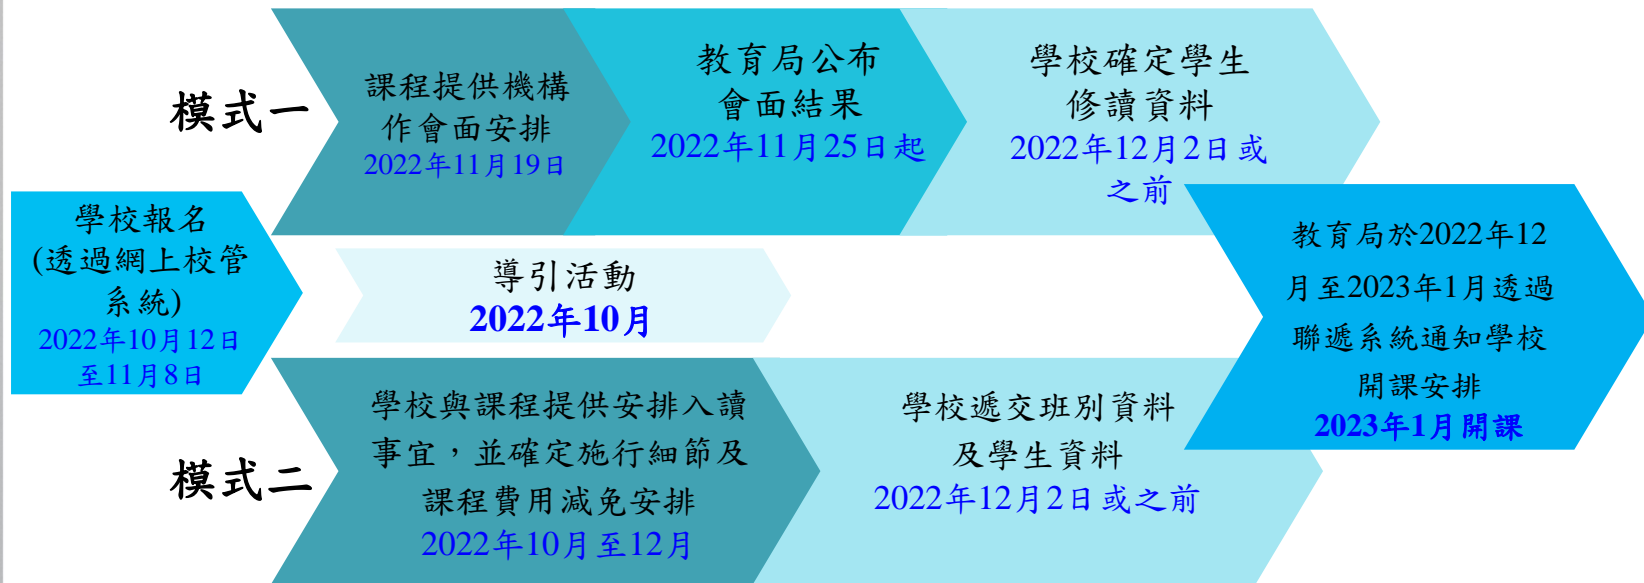 模式一
課程提供機構
作會面安排
2022年11月19日
教育局公布
會面結果
2022年11月25日起
學校確定學生
修讀資料
2022年12月2日或
之前
學校報名
(透過網上校管
系統)
2022年10月12日
至11月8日
導引活動
2022年10月
教育局於2022年12
月至2023年1月透過
聯遞系統通知學校
開課安排
2023年1月開課
模式二
學校與課程提供安排入讀
事宜，並確定施行細節及
課程費用減免安排
2022年10月至12月
學校遞交班別資料
及學生資料
2022年12月2日或之前